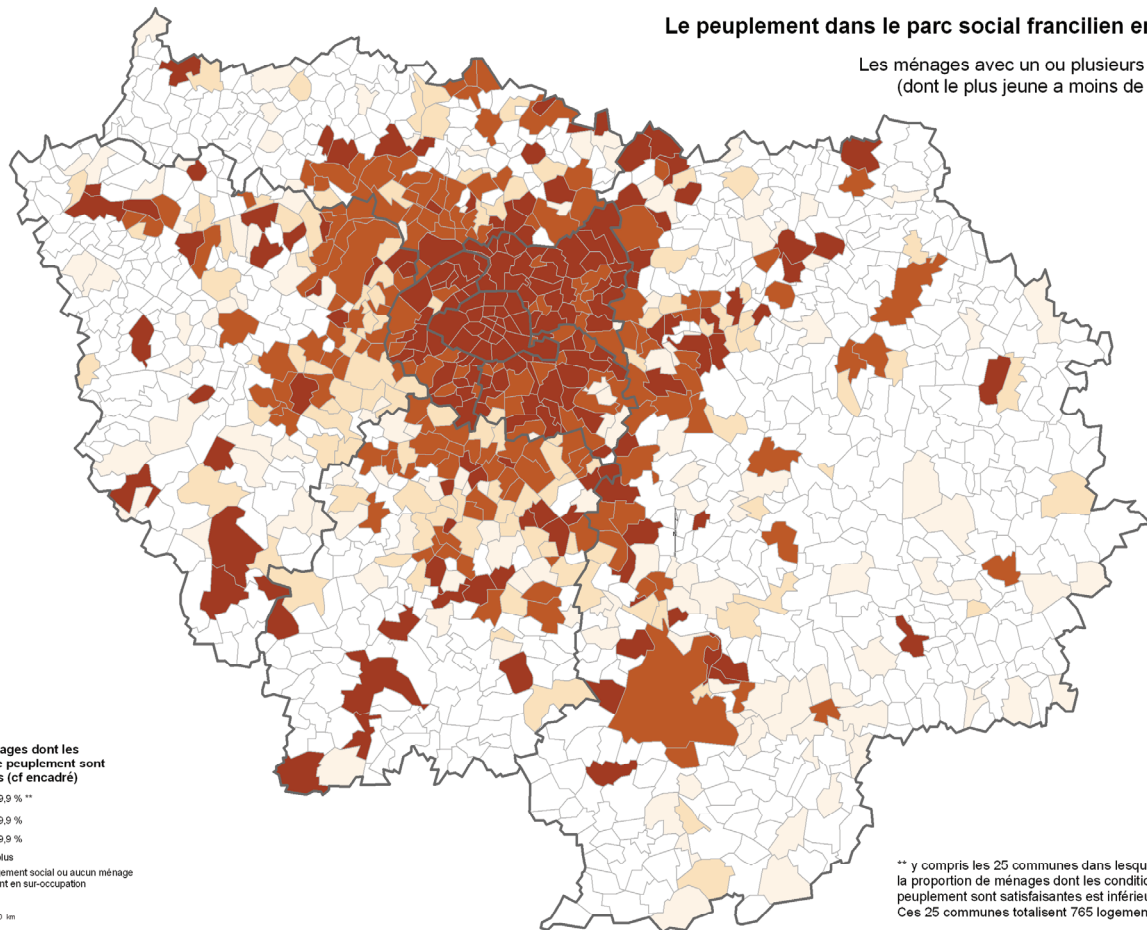 Le peuplement dans le parc social francilien en
Les ménages avec un ou plusieurs
(dont le plus jeune a moins de
ages dont les
e peuplement sont
s (cf encadré)
9,9 % **
9,9 %
9,9 %
plus
gement social ou aucun ménage
nt en sur-occupation
0 km
** y compris les 25 communes dans lesqu
la proportion de ménages dont les conditio
peuplement sont satisfaisantes est inférieu
Ces 25 communes totalisent 765 logemen